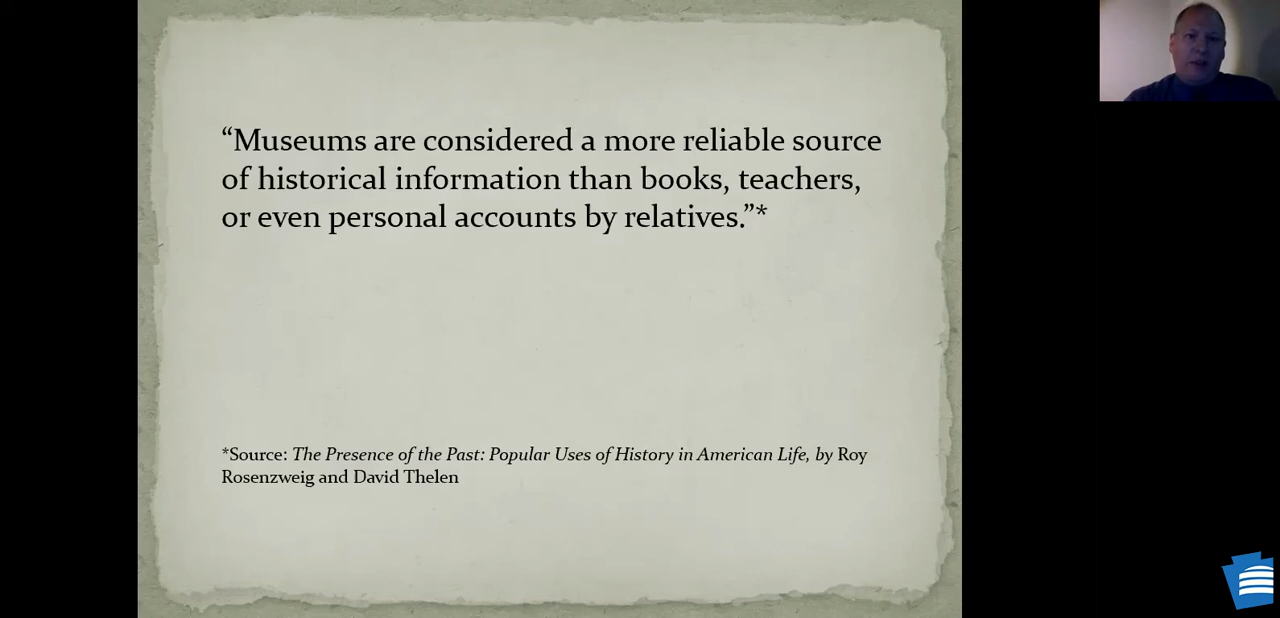 “Museums are considered a more reliable source
of historical information than books, teachers,
or even personal accounts by relatives.”*
*Source: The Presence of the Past: Popular Uses of History in American Life, by Roy
Rosenzweig and David Thelen